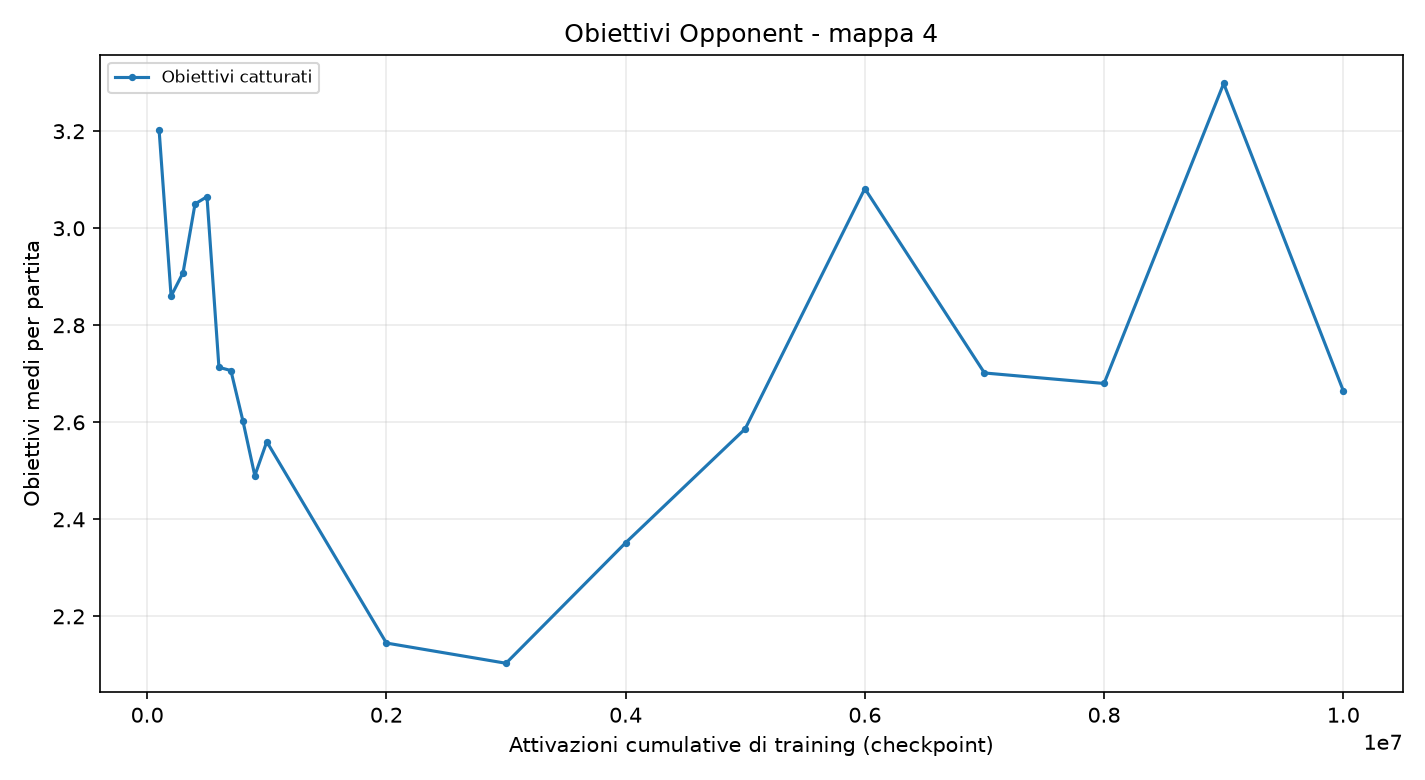 Obiettivi Opponent - mappa 4
Obiettivi catturati
Obiettivi medi per partita
3.2
3.0
2.8
2.6
2.4
2.2
0.0 0.2 0.4 0.6 0.8 1.0
1e7
Attivazioni cumulative di training (checkpoint)